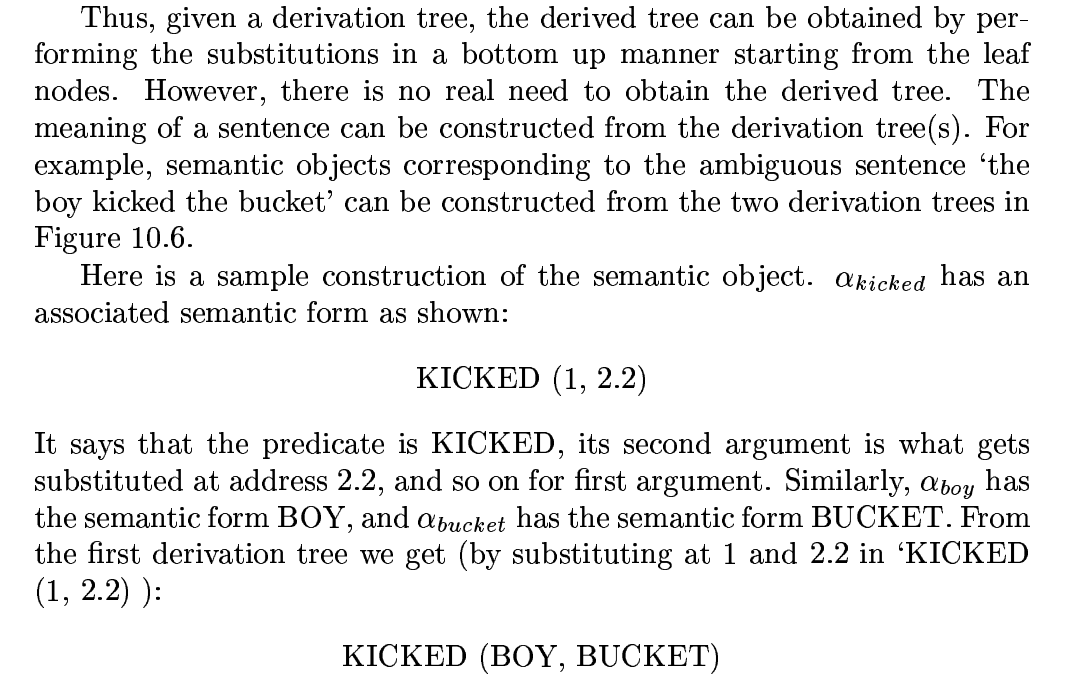 Thus, given a derivation tree, the derived tree can be obtained by per-
forming the substitutions in a bottom up manner starting from the leaf
nodes. However, there is no real need to obtain the derived tree. The
meaning of a sentence can be constructed from the derivation tree(s). For
example, semantic objects corresponding to the ambiguous sentence ‘the
boy kicked the bucket’ can be constructed from the two derivation trees in
Figure 10.6.
Here is a sample construction of the semantic object. α_kicked has an
associated semantic form as shown:
KICKED (1, 2.2)
It says that the predicate is KICKED, its second argument is what gets
substituted at address 2.2, and so on for first argument. Similarly, α_boy has
the semantic form BOY, and α_bucket has the semantic form BUCKET. From
the first derivation tree we get (by substituting at 1 and 2.2 in ‘KICKED
(1, 2.2) ):
KICKED (BOY, BUCKET)